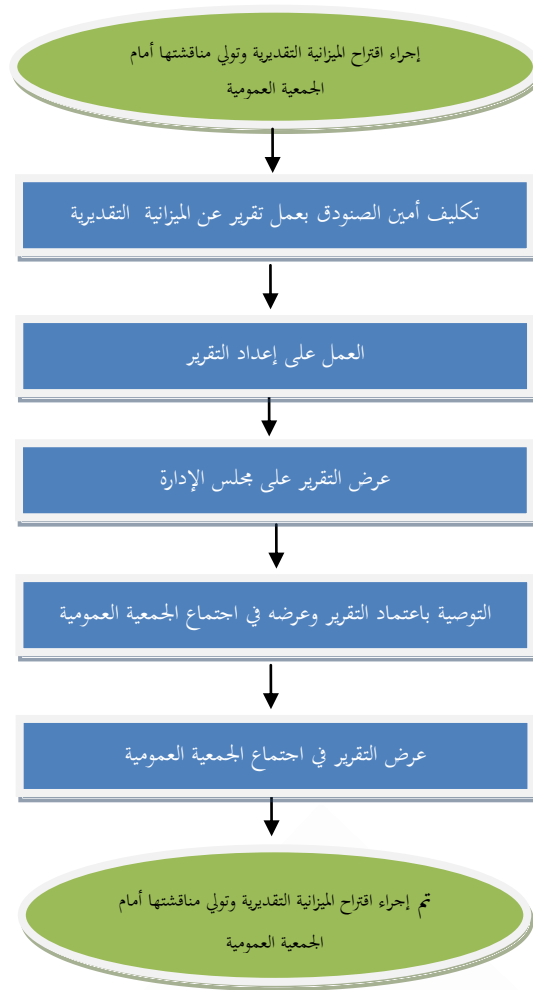 إجراء اقتراح الميزانية التقديرية وتولي مناقشتها أمام
الجمعية العمومية
تكليف أمين الصنودق بعمل تقرير عن الميزانية التقديرية
العمل على إعداد التقرير
عرض التقرير على مجلس الإدارة
التوصية باعتماد التقرير وعرضه في اجتماع الجمعية العمومية
عرض التقرير في اجتماع الجمعية العمومية
تم إجراء اقتراح الميزانية التقديرية وتولي مناقشتها أمام
الجمعية العمومية